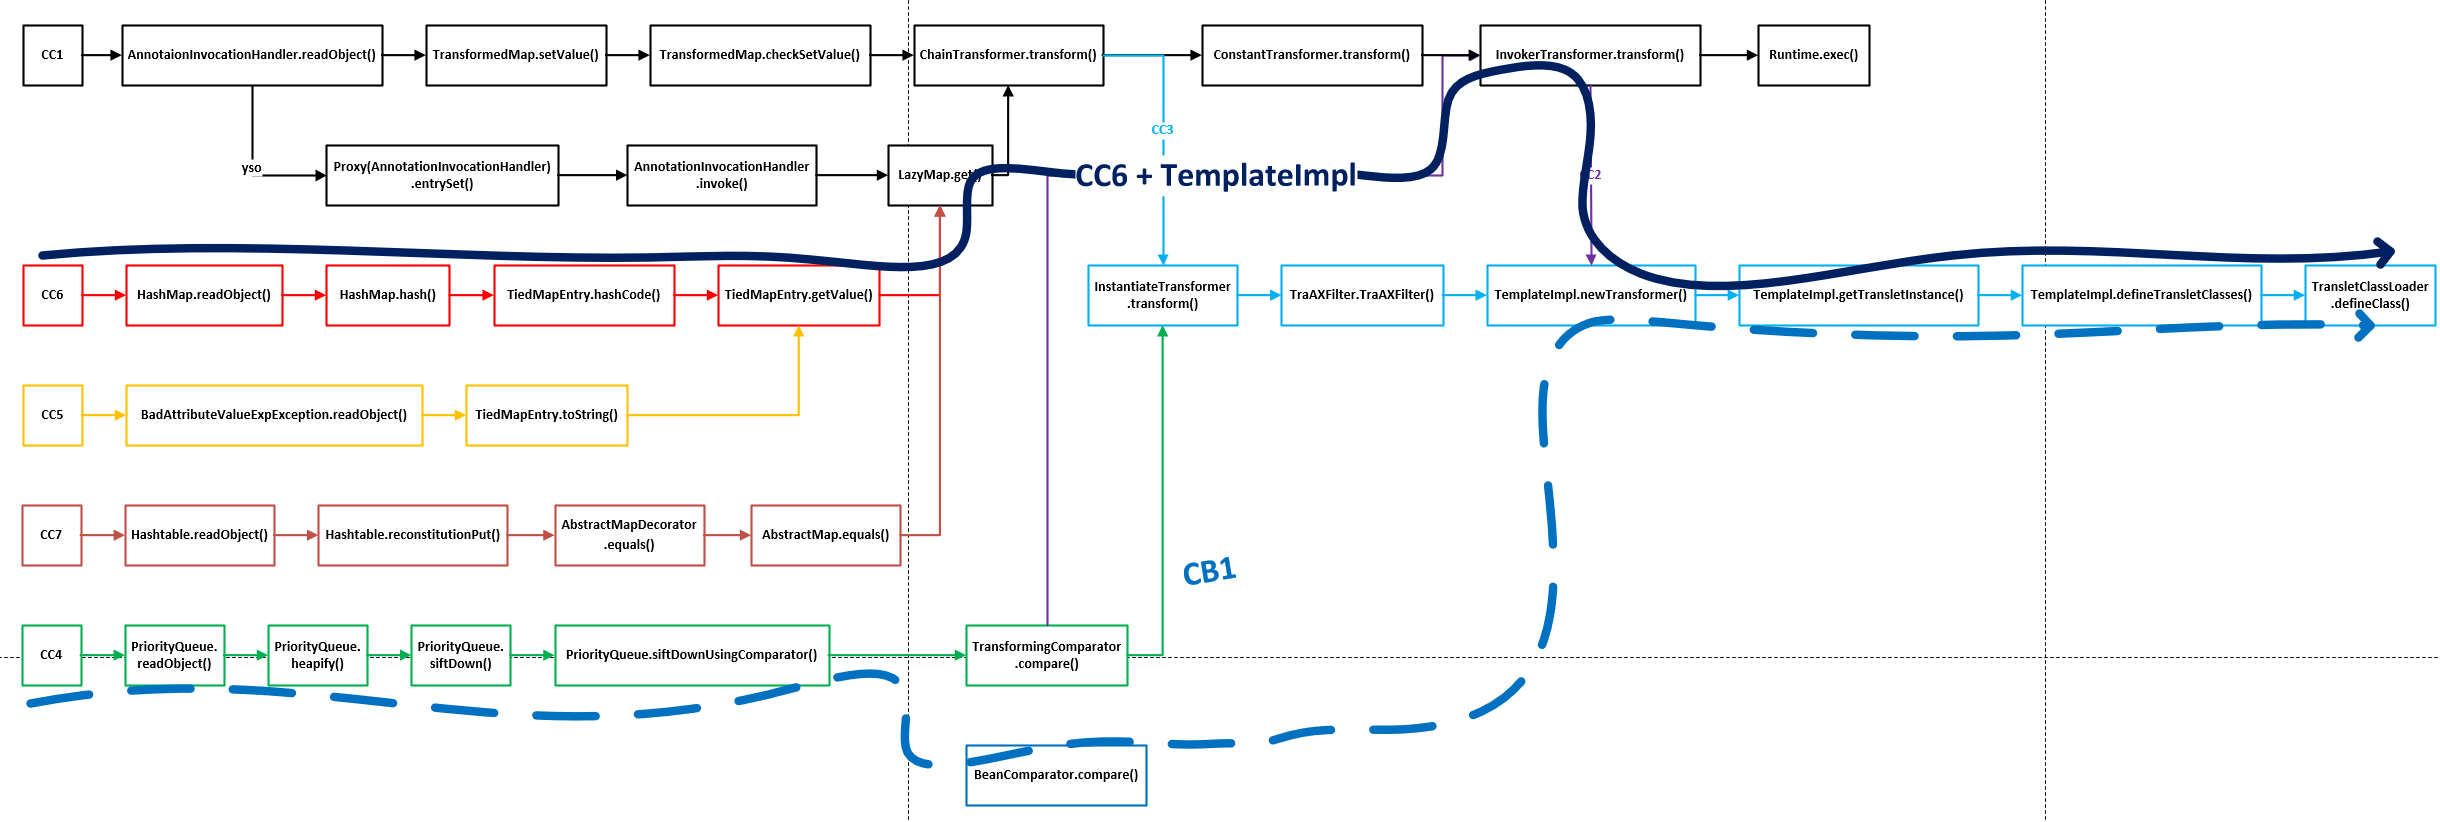 CC1
AnnotaionInvocationHandler.readObject()
TransformedMap.setValue()
TransformedMap.checkSetValue()
ChainTransformer.transform()
ConstantTransformer.transform()
InvokerTransformer.transform()
Runtime.exec()
CC3
yso
Proxy(AnnotationInvocationHandler)
.entrySet()
AnnotationInvocationHandler
.invoke()
LazyMap.get()
CC6 + TemplateImpl
CC2
CC6
HashMap.readObject()
HashMap.hash()
TiedMapEntry.hashCode()
TiedMapEntry.getValue()
InstantiateTransformer
.transform()
TraAXFilter.TraAXFilter()
TemplateImpl.newTransformer()
TemplateImpl.getTransletInstance()
TemplateImpl.defineTransletClasses()
TransletClassLoader
.defineClass()
CC5
BadAttributeValueExpException.readObject()
TiedMapEntry.toString()
CC7
Hashtable.readObject()
Hashtable.reconstitutionPut()
AbstractMapDecorator
.equals()
AbstractMap.equals()
CB1
CC4
PriorityQueue.
readObject()
PriorityQueue.
heapify()
PriorityQueue.
siftDown()
PriorityQueue.siftDownUsingComparator()
TransformingComparator
.compare()
BeanComparator.compare()